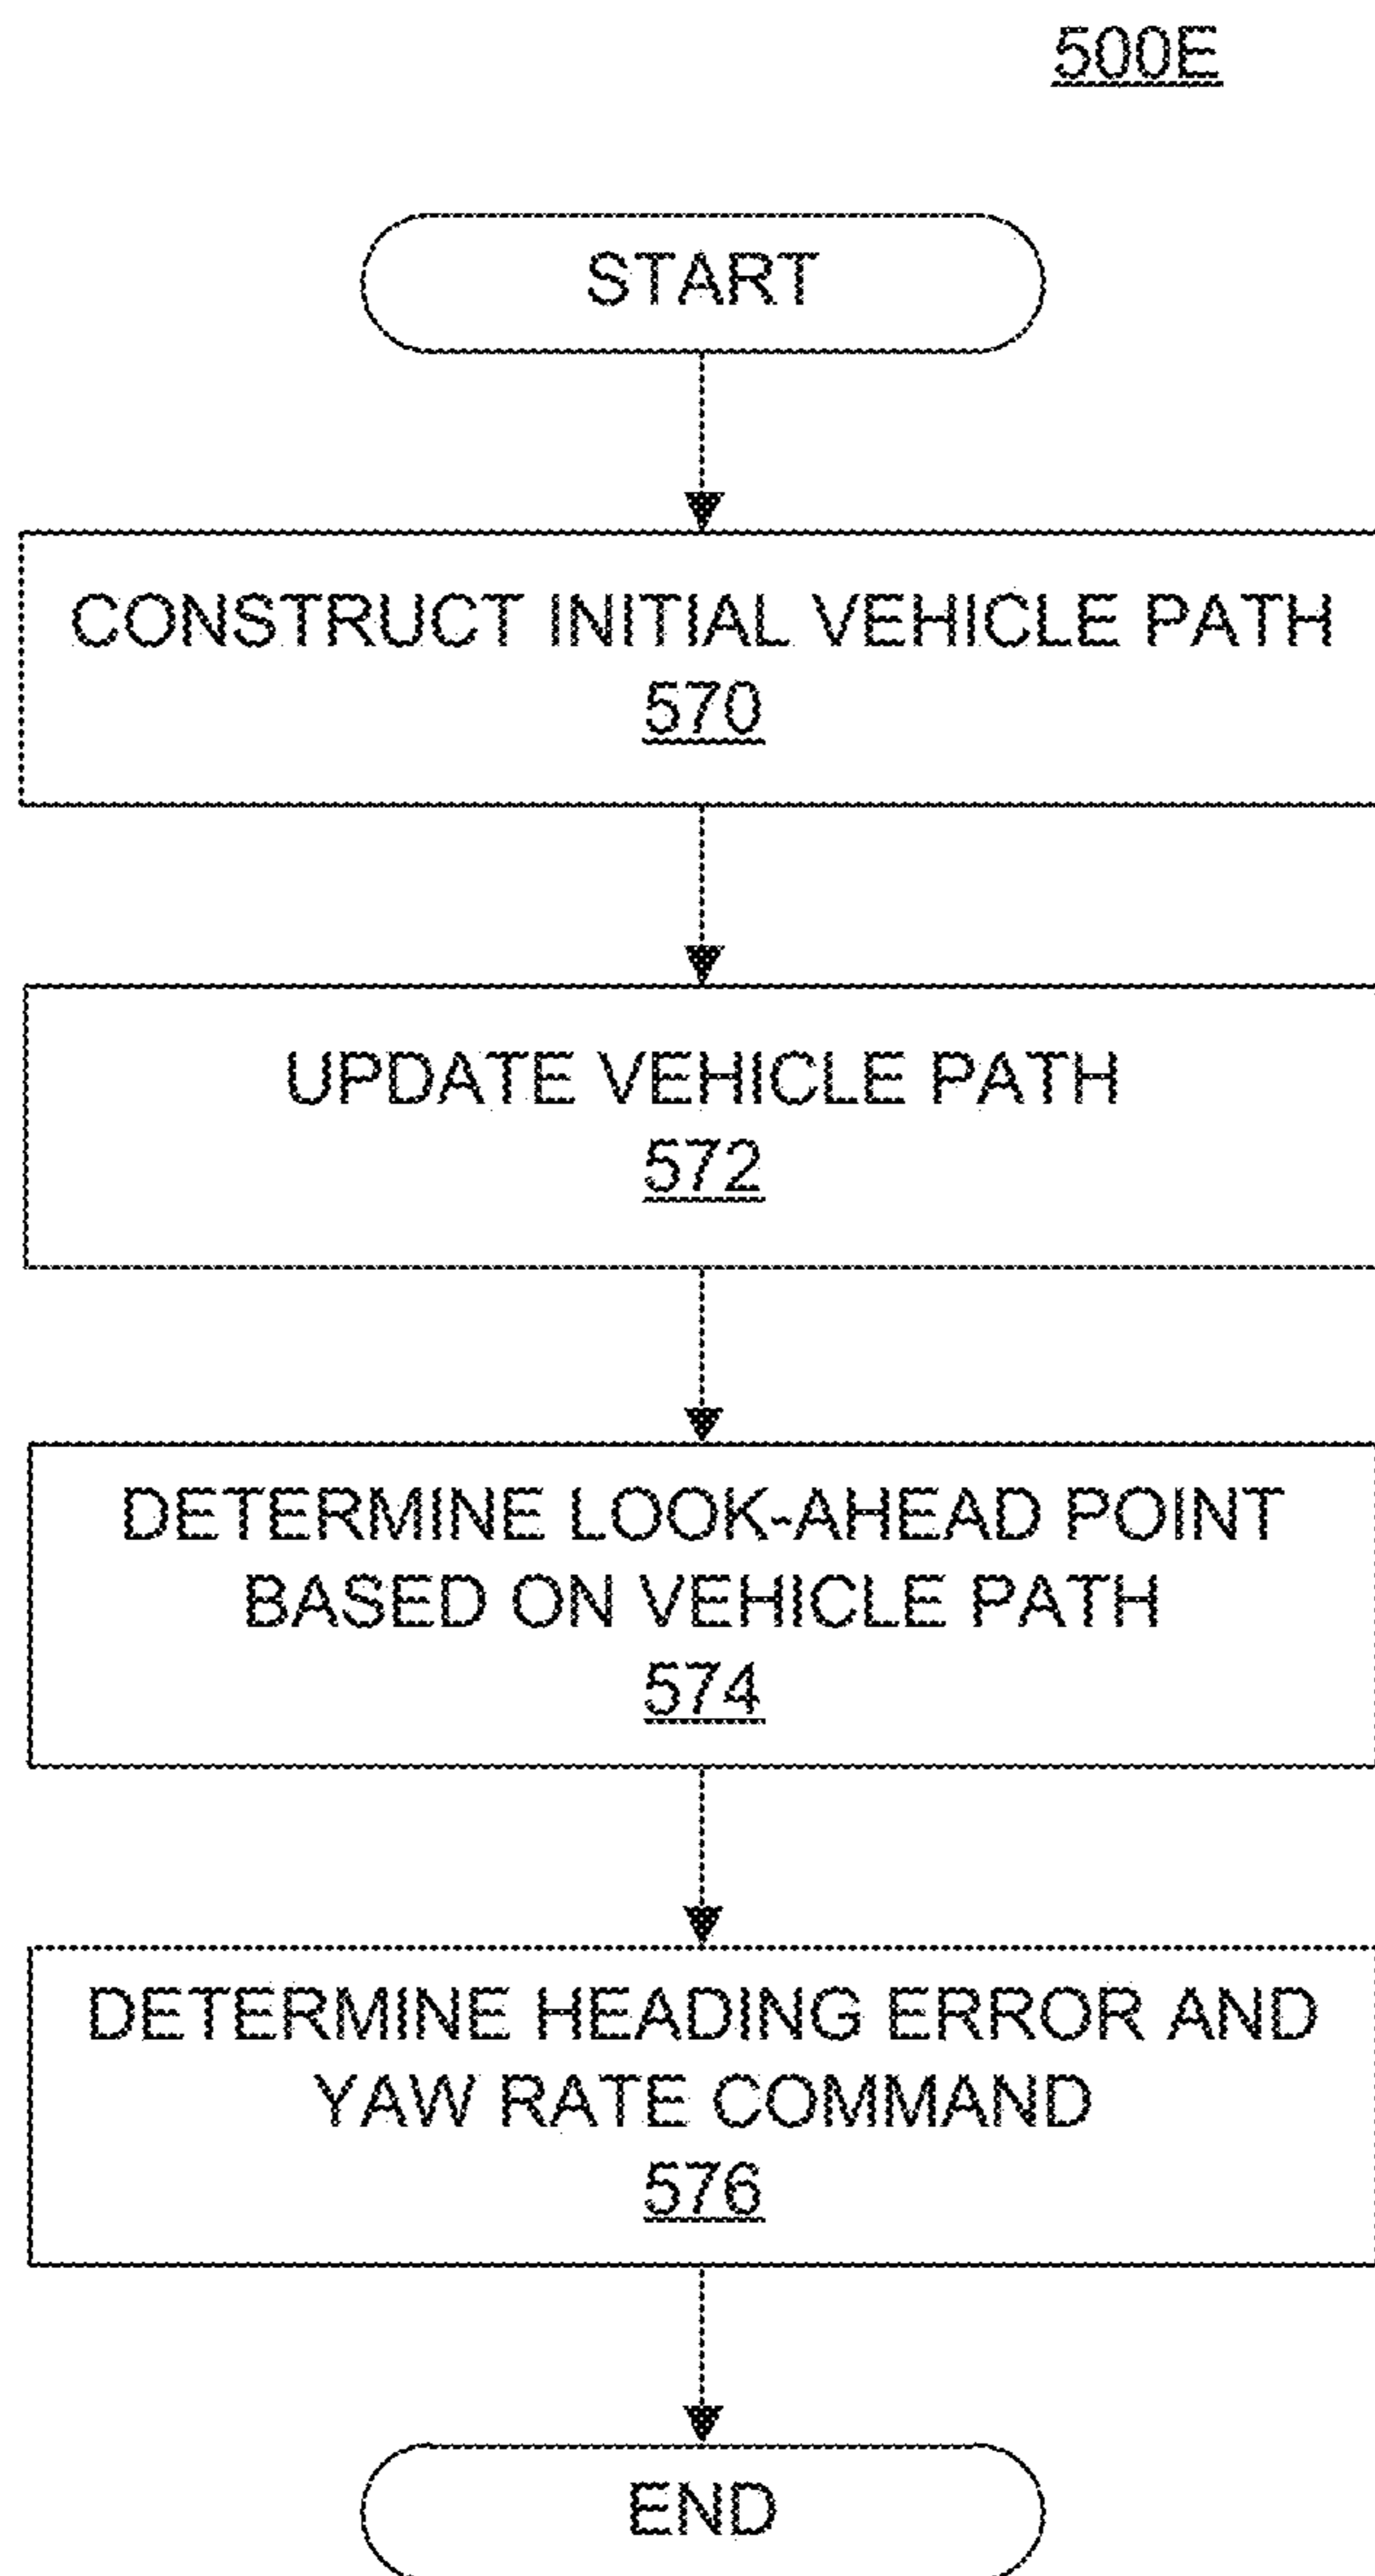 500E
START
CONSTRUCT INITIAL VEHICLE PATH
570
UPDATE VEHICLE PATH
572
DETERMINE LOOK-AHEAD POINT
BASED ON VEHICLE PATH
574
DETERMINE HEADING ERROR AND
YAW RATE COMMAND
576
END